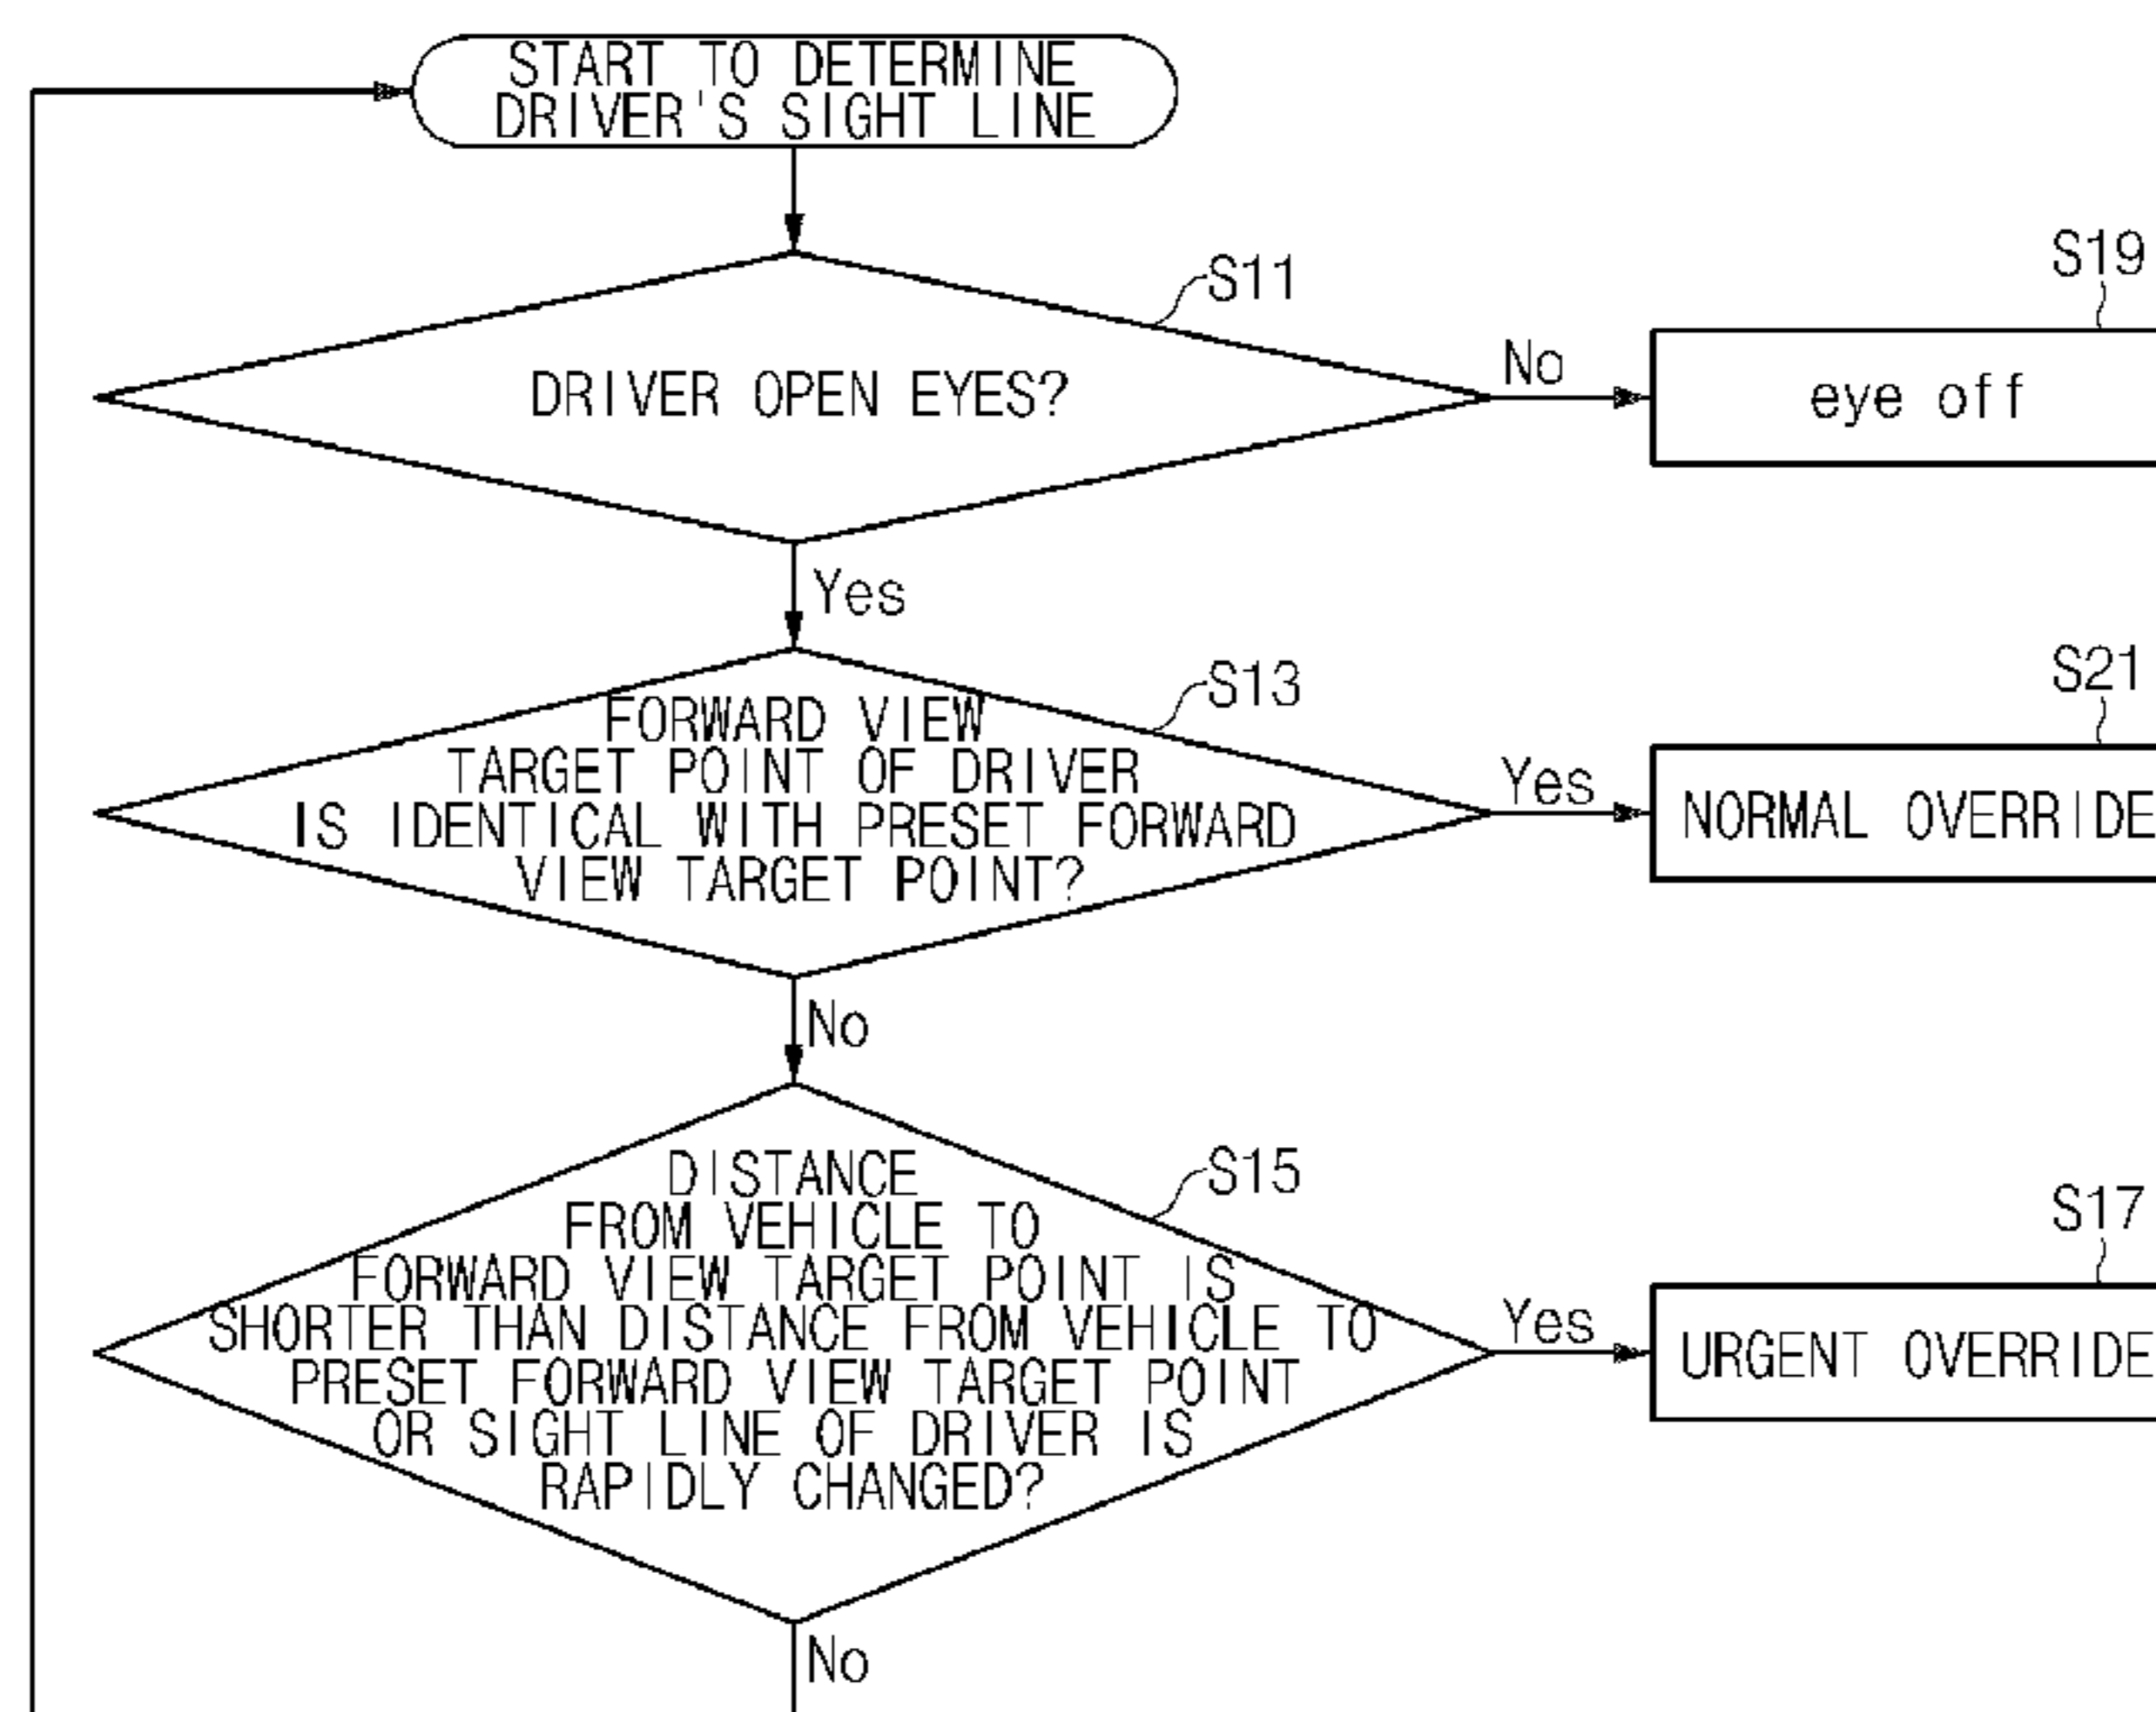 START TO DETERMINE
DRIVER'S SIGHT LINE
S11
S19
DRIVER OPEN EYES?
No
eye off
Yes
S13
S21
FORWARD VIEW
TARGET POINT OF DRIVER
IS IDENTICAL WITH PRESET FORWARD
VIEW TARGET POINT?
Yes
NORMAL OVERRIDE
No
S15
S17
DISTANCE
FROM VEHICLE TO
FORWARD VIEW TARGET POINT IS
SHORTER THAN DISTANCE FROM VEHICLE TO
PRESET FORWARD VIEW TARGET POINT
OR SIGHT LINE OF DRIVER IS
RAPIDLY CHANGED?
Yes
URGENT OVERRIDE
No